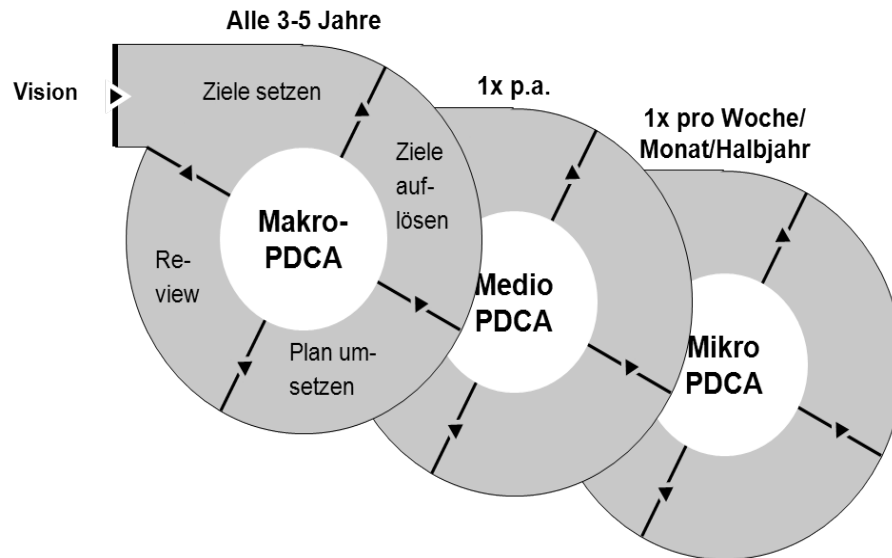 Alle 3-5 Jahre
Vision
Ziele setzen
1x p.a.
1x pro Woche/
Monat/Halbjahr
Ziele
auf-
lösen
Makro-
PDCA
Re-
view
Plan um-
setzen
Medio
PDCA
Mikro
PDCA